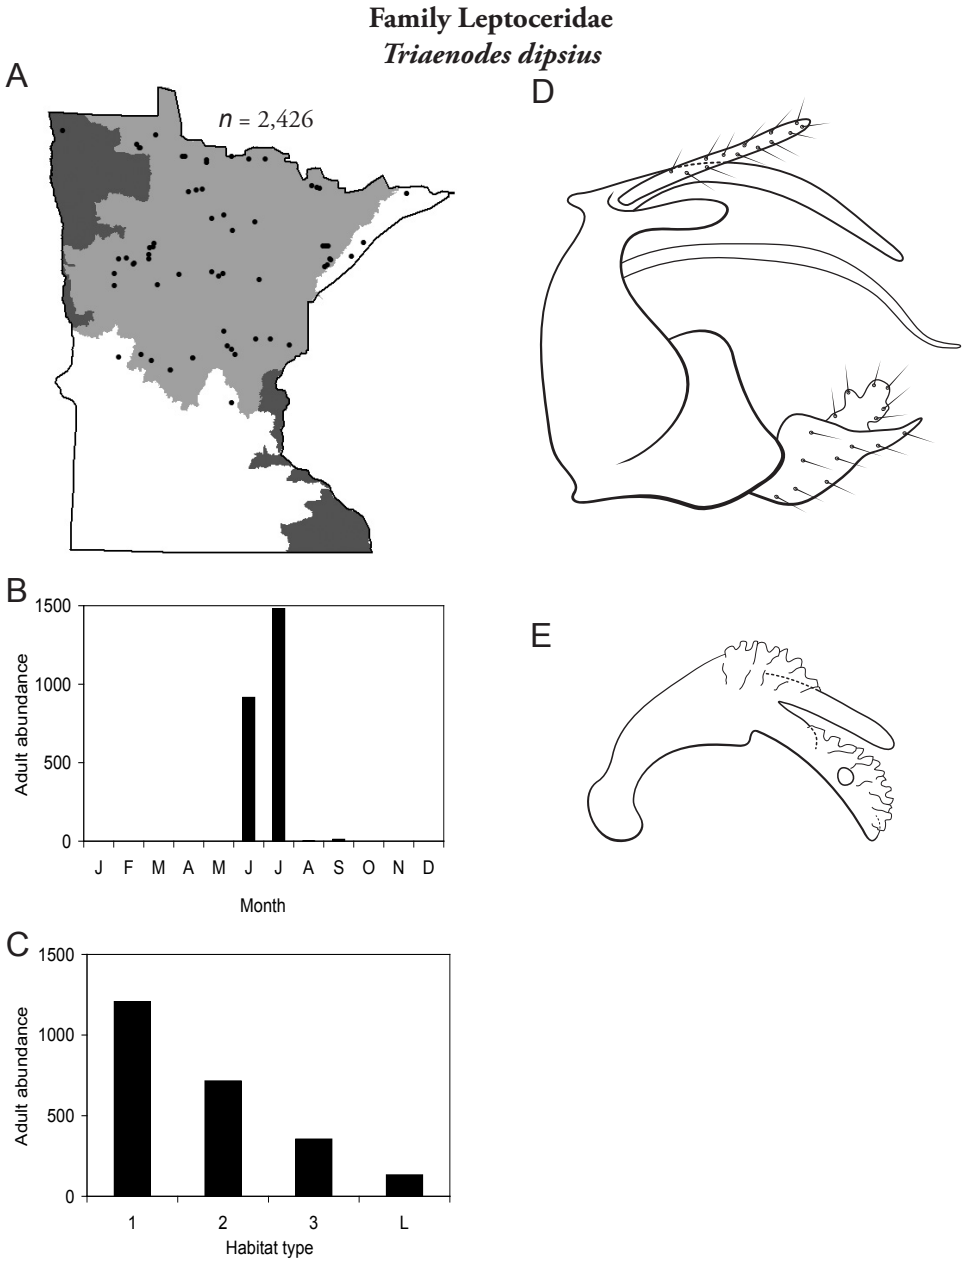 Family Leptoceridae
Triaenodes dipsius
A
n = 2,426
D
B
1500
1000
500
0
Adult abundance
J F M A M J J A S O N D
Month
E
C
1500
1000
500
0
Adult abundance
1 2 3 L
Habitat type